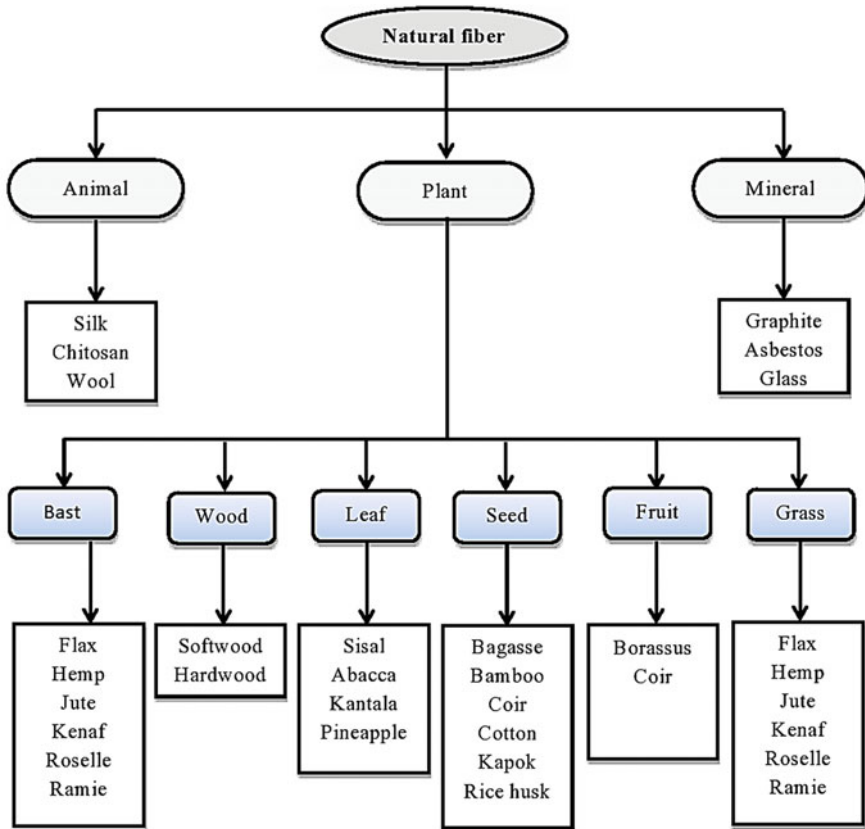 Natural fiber
Animal
Plant
Mineral
Silk
Chitosan
Wool
Graphite
Asbestos
Glass
Bast
Wood
Leaf
Seed
Fruit
Grass
Flax
Hemp
Jute
Kenaf
Roselle
Ramie
Softwood
Hardwood
Sisal
Abacca
Kantala
Pineapple
Bagasse
Bamboo
Coir
Cotton
Kapok
Rice husk
Borassus
Coir
Flax
Hemp
Jute
Kenaf
Roselle
Ramie